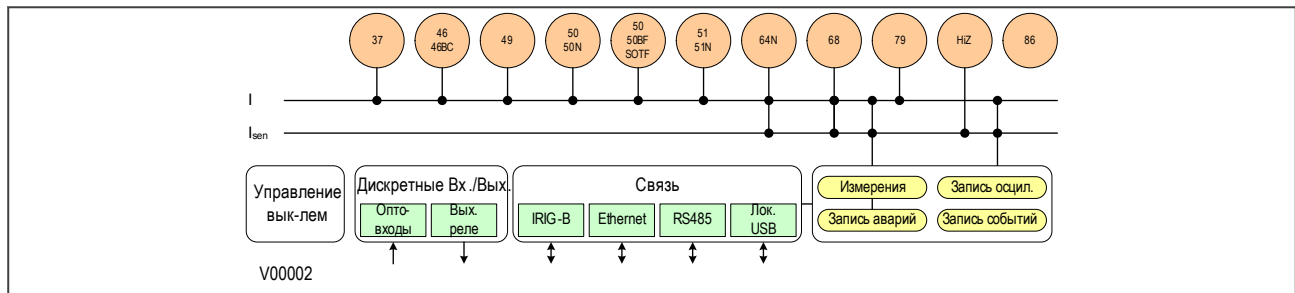 37
46
46BC
49
50
50N
50
50BF
SOTF
51
51N
64N
68
79
HiZ
86
I
Isen
Управление
вык-лем
Дискретные Вх./Вых.
Опто-
входы
Вых.
реле
Связь
IRIG-B
Ethernet
RS485
Лок.
USB
Измерения
Запись осцил.
Запись аварий
Запись событий
V00002